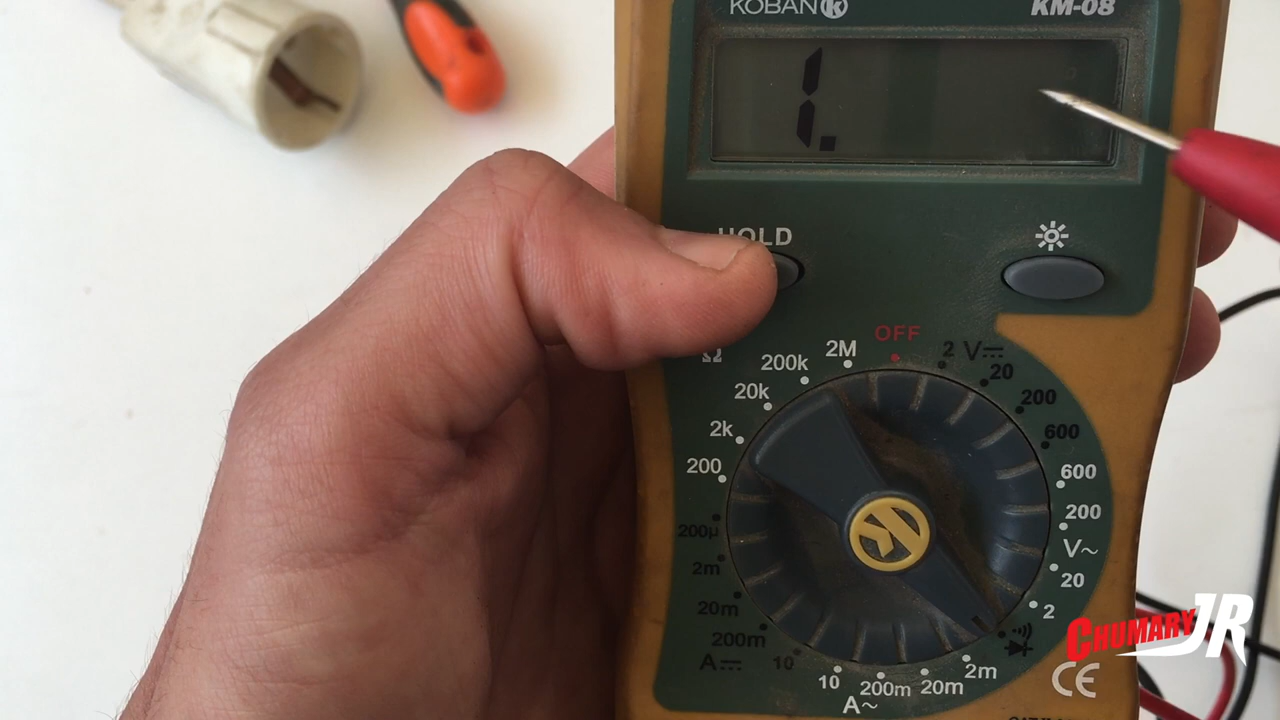 KOBAN k
KM-08
1.
HOLD
OFF
Ω
2M
200k
20k
2k
200
2 V
20
200
600
600
200
V~
20
2
200µ
2m
20m
200m
A
10
10
200m
20m
2m
A~
CHUMARY JR
CE